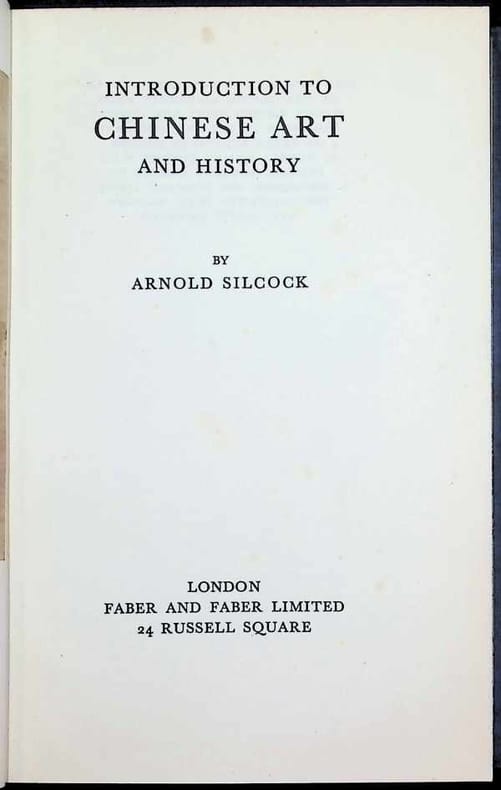 INTRODUCTION TO
CHINESE ART
AND HISTORY
BY
ARNOLD SILCOCK
LONDON
FABER AND FABER LIMITED
24 RUSSELL SQUARE